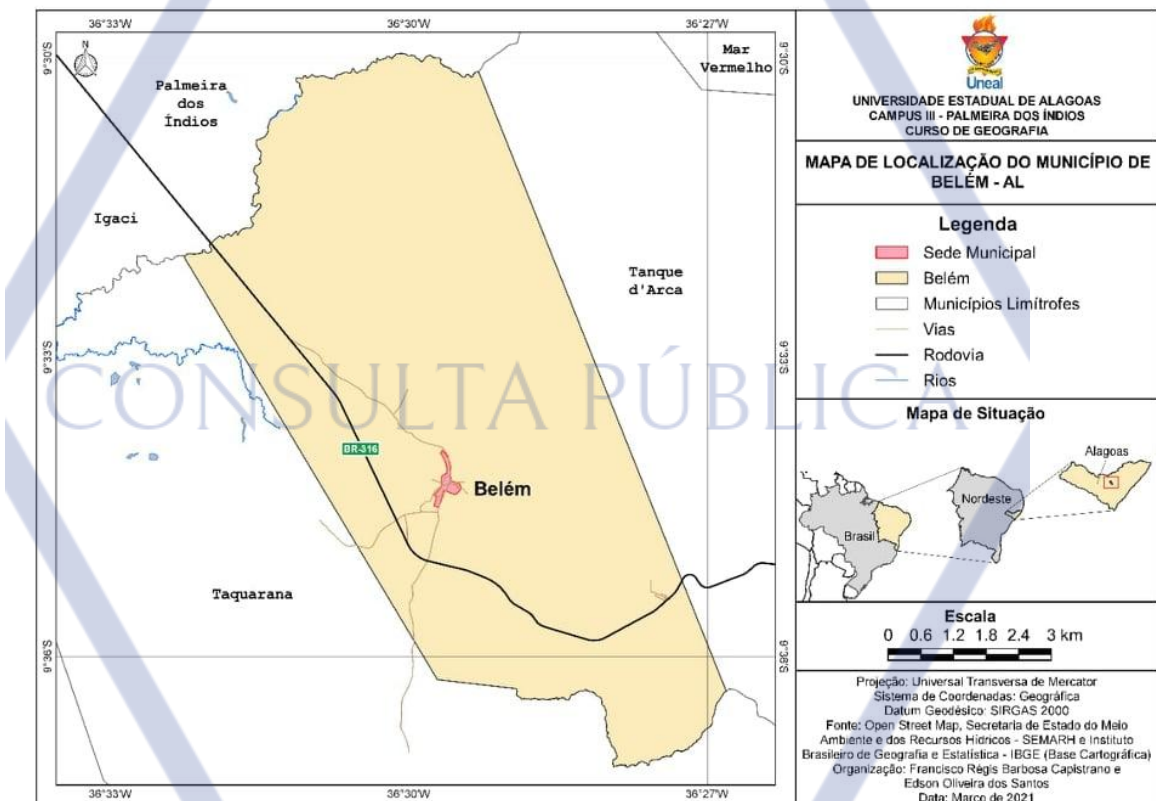 36°33'W
36°30'W
36°27'W
9°30'S
N
Mar
Vermelho
9°30'S
Palmeira
dos
Índios
Igaci
Tanque
d'Arca
9°33'S
9°33'S
CONSULTA PÚBLICA
BR-316
Belém
Taquarana
9°36'S
9°36'S
36°33'W
36°30'W
36°27'W
Uneal
UNIVERSIDADE ESTADUAL DE ALAGOAS
CAMPUS III - PALMEIRA DOS ÍNDIOS
CURSO DE GEOGRAFIA
MAPA DE LOCALIZAÇÃO DO MUNICÍPIO DE
BELÉM - AL
Legenda
Sede Municipal
Belém
Municípios Limítrofes
Vias
Rodovia
Rios
Mapa de Situação
Alagoas
Nordeste
Brasil
Escala
0 0.6 1.2 1.8 2.4 3 km
Projeção: Universal Transversa de Mercator
Sistema de Coordenadas: Geográfica
Datum Geodésico: SIRGAS 2000
Fonte: Open Street Map, Secretaria de Estado do Meio
Ambiente e dos Recursos Hídricos - SEMARH e Instituto
Brasileiro de Geografia e Estatística - IBGE (Base Cartográfica)
Organização: Francisco Régis Barbosa Capistrano e
Edson Oliveira dos Santos
Data: Março de 2021